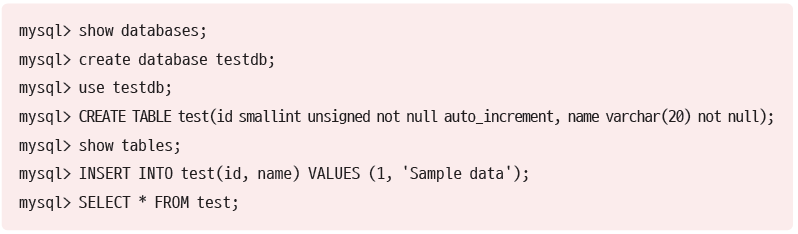 mysql> show databases;
mysql> create database testdb;
mysql> use testdb;
mysql> CREATE TABLE test(id smallint unsigned not null auto_increment, name varchar(20) not null);
mysql> show tables;
mysql> INSERT INTO test(id, name) VALUES (1, 'Sample data');
mysql> SELECT * FROM test;